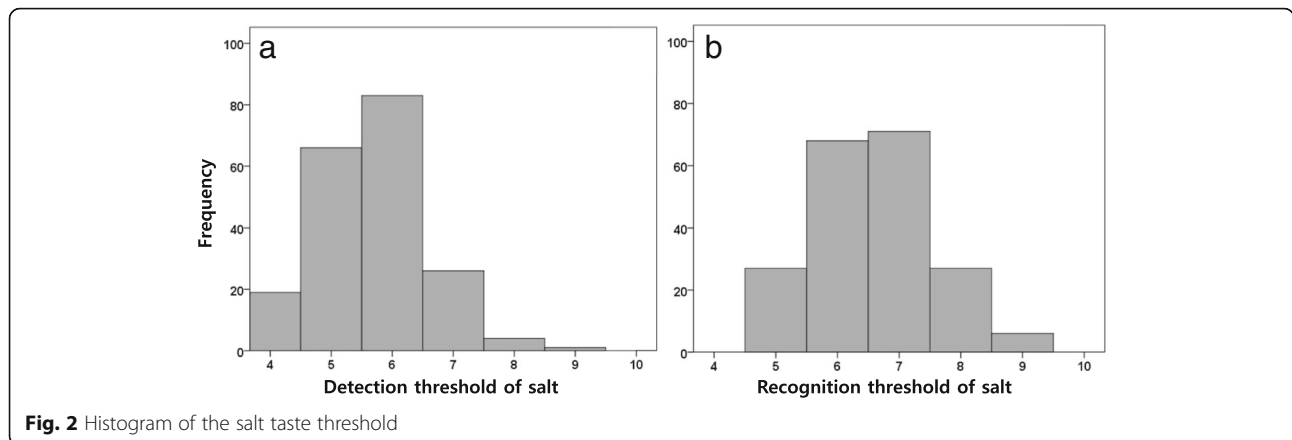 a
100
80
60
40
20
0
Frequency
4 5 6 7 8 9 10
Detection threshold of salt
b
100
80
60
40
20
0
4 5 6 7 8 9 10
Recognition threshold of salt
Fig. 2 Histogram of the salt taste threshold